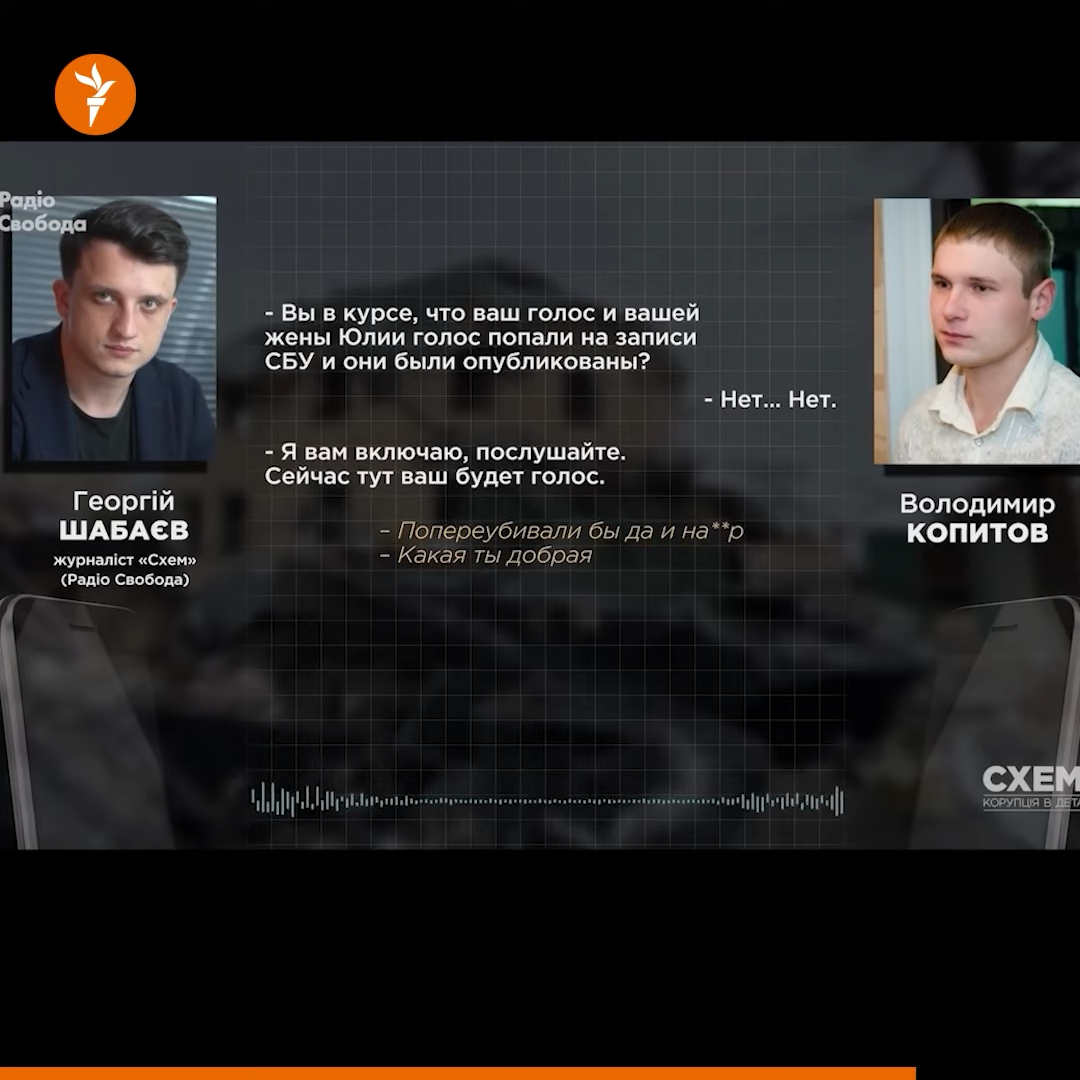 Радіо
Свобода
- Вы в курсе, что ваш голос и вашей
жены Юлии голос попали на записи
СБУ и они были опубликованы?
- Нет... Нет.
- Я вам включаю, послушайте.
Сейчас тут ваш будет голос.
– Попереубивали бы да и на**р
– Какая ты добрая
Георгій
ШАБАЄВ
журналіст «Схем»
(Радіо Свобода)
Володимир
КОПИТОВ
СХЕМ
КОРУПЦІЯ В ДЕТА